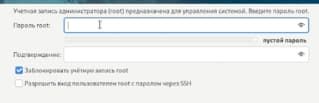 Учетная запись администратора (root) предназначена для управления системой. Введите пароль root.
Пароль root:
пустой пароль
Подтверждение:
Заблокировать учётную запись root
Разрешить вход пользователем root с паролем через SSH